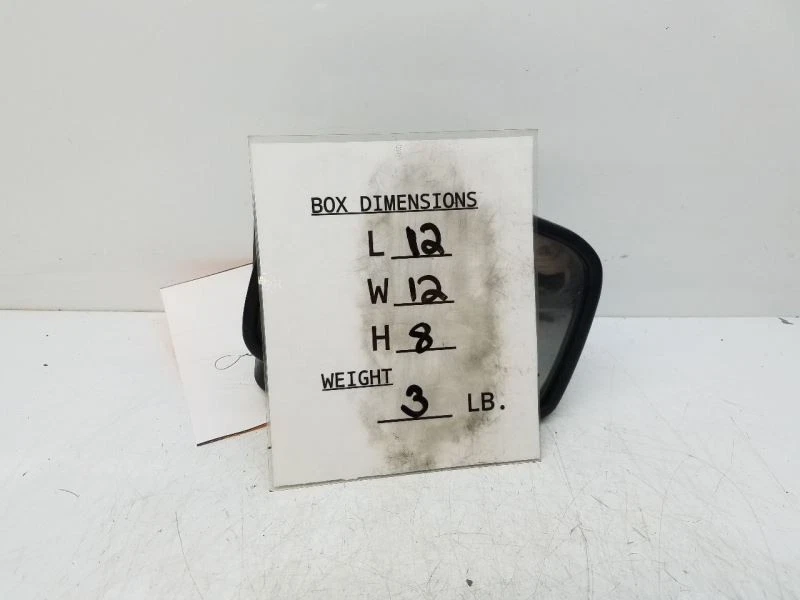 BOX DIMENSIONS
L 12
W 12
H 8
WEIGHT
3 LB.